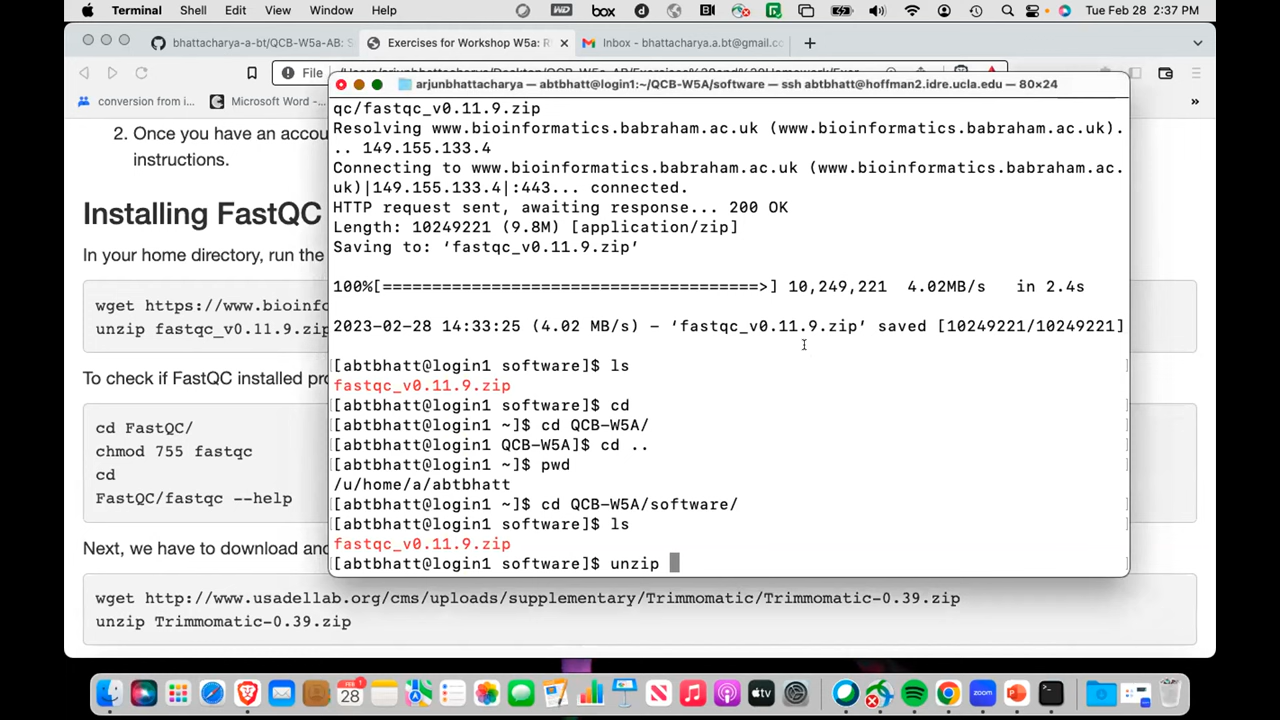 Terminal Shell Edit View Window Help Tue Feb 28 2:37 PM
bhattacharya-a-bt/QCB-W5a-AB: S Exercises for Workshop W5a: RI Inbox - bhattacharya.a.bt@gmail.cc
File
arjunbhattacharya — abtbhatt@login1:~/QCB-W5A/software — ssh abtbhatt@hoffman2.idre.ucla.edu — 80×24
conversion from i... Microsoft Word -...
2. Once you have an accou
instructions.
Installing FastQC
In your home directory, run the
wget https://www.bioinfo
unzip fastqc_v0.11.9.zip
To check if FastQC installed pro
cd FastQC/
chmod 755 fastqc
cd
FastQC/fastqc --help
Next, we have to download and
wget http://www.usadellab.org/cms/uploads/supplementary/Trimmomatic/Trimmomatic-0.39.zip
unzip Trimmomatic-0.39.zip
qc/fastqc_v0.11.9.zip
Resolving www.bioinformatics.babraham.ac.uk (www.bioinformatics.babraham.ac.uk).
.. 149.155.133.4
Connecting to www.bioinformatics.babraham.ac.uk (www.bioinformatics.babraham.ac.
uk)|149.155.133.4|:443... connected.
HTTP request sent, awaiting response... 200 OK
Length: 10249221 (9.8M) [application/zip]
Saving to: ‘fastqc_v0.11.9.zip’
100%[======================================>] 10,249,221 4.02MB/s in 2.4s
2023-02-28 14:33:25 (4.02 MB/s) - ‘fastqc_v0.11.9.zip’ saved [10249221/10249221]
[abtbhatt@login1 software]$ ls
fastqc_v0.11.9.zip
[abtbhatt@login1 software]$ cd
[abtbhatt@login1 ~]$ cd QCB-W5A/
[abtbhatt@login1 QCB-W5A]$ cd ..
[abtbhatt@login1 ~]$ pwd
/u/home/a/abtbhatt
[abtbhatt@login1 ~]$ cd QCB-W5A/software/
[abtbhatt@login1 software]$ ls
fastqc_v0.11.9.zip
[abtbhatt@login1 software]$ unzip